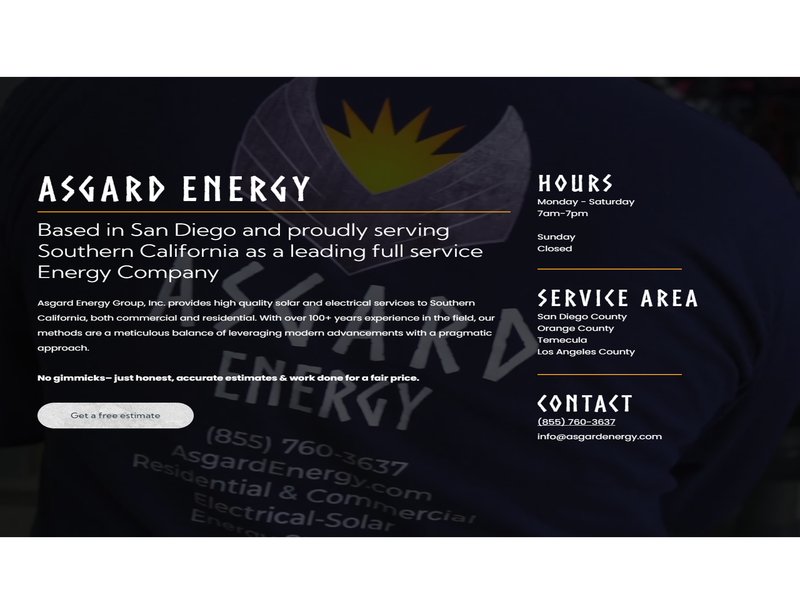 ASGARD ENERGY
Based in San Diego and proudly serving
Southern California as a leading full service
Energy Company
Asgard Energy Group, Inc. provides high quality solar and electrical services to Southern
California, both commercial and residential. With over 100+ years experience in the field, our
methods are a meticulous balance of leveraging modern advancements with a pragmatic
approach.
No gimmicks– just honest, accurate estimates & work done for a fair price.
Get a free estimate
HOURS
Monday - Saturday
7am-7pm
Sunday
Closed
SERVICE AREA
San Diego County
Orange County
Temecula
Los Angeles County
CONTACT
(855) 760-3637
info@asgardenergy.com
ASGARD
ENERGY
(855) 760-3637
AsgardEnergy.com
Residential & Commercial
Electrical-Solar